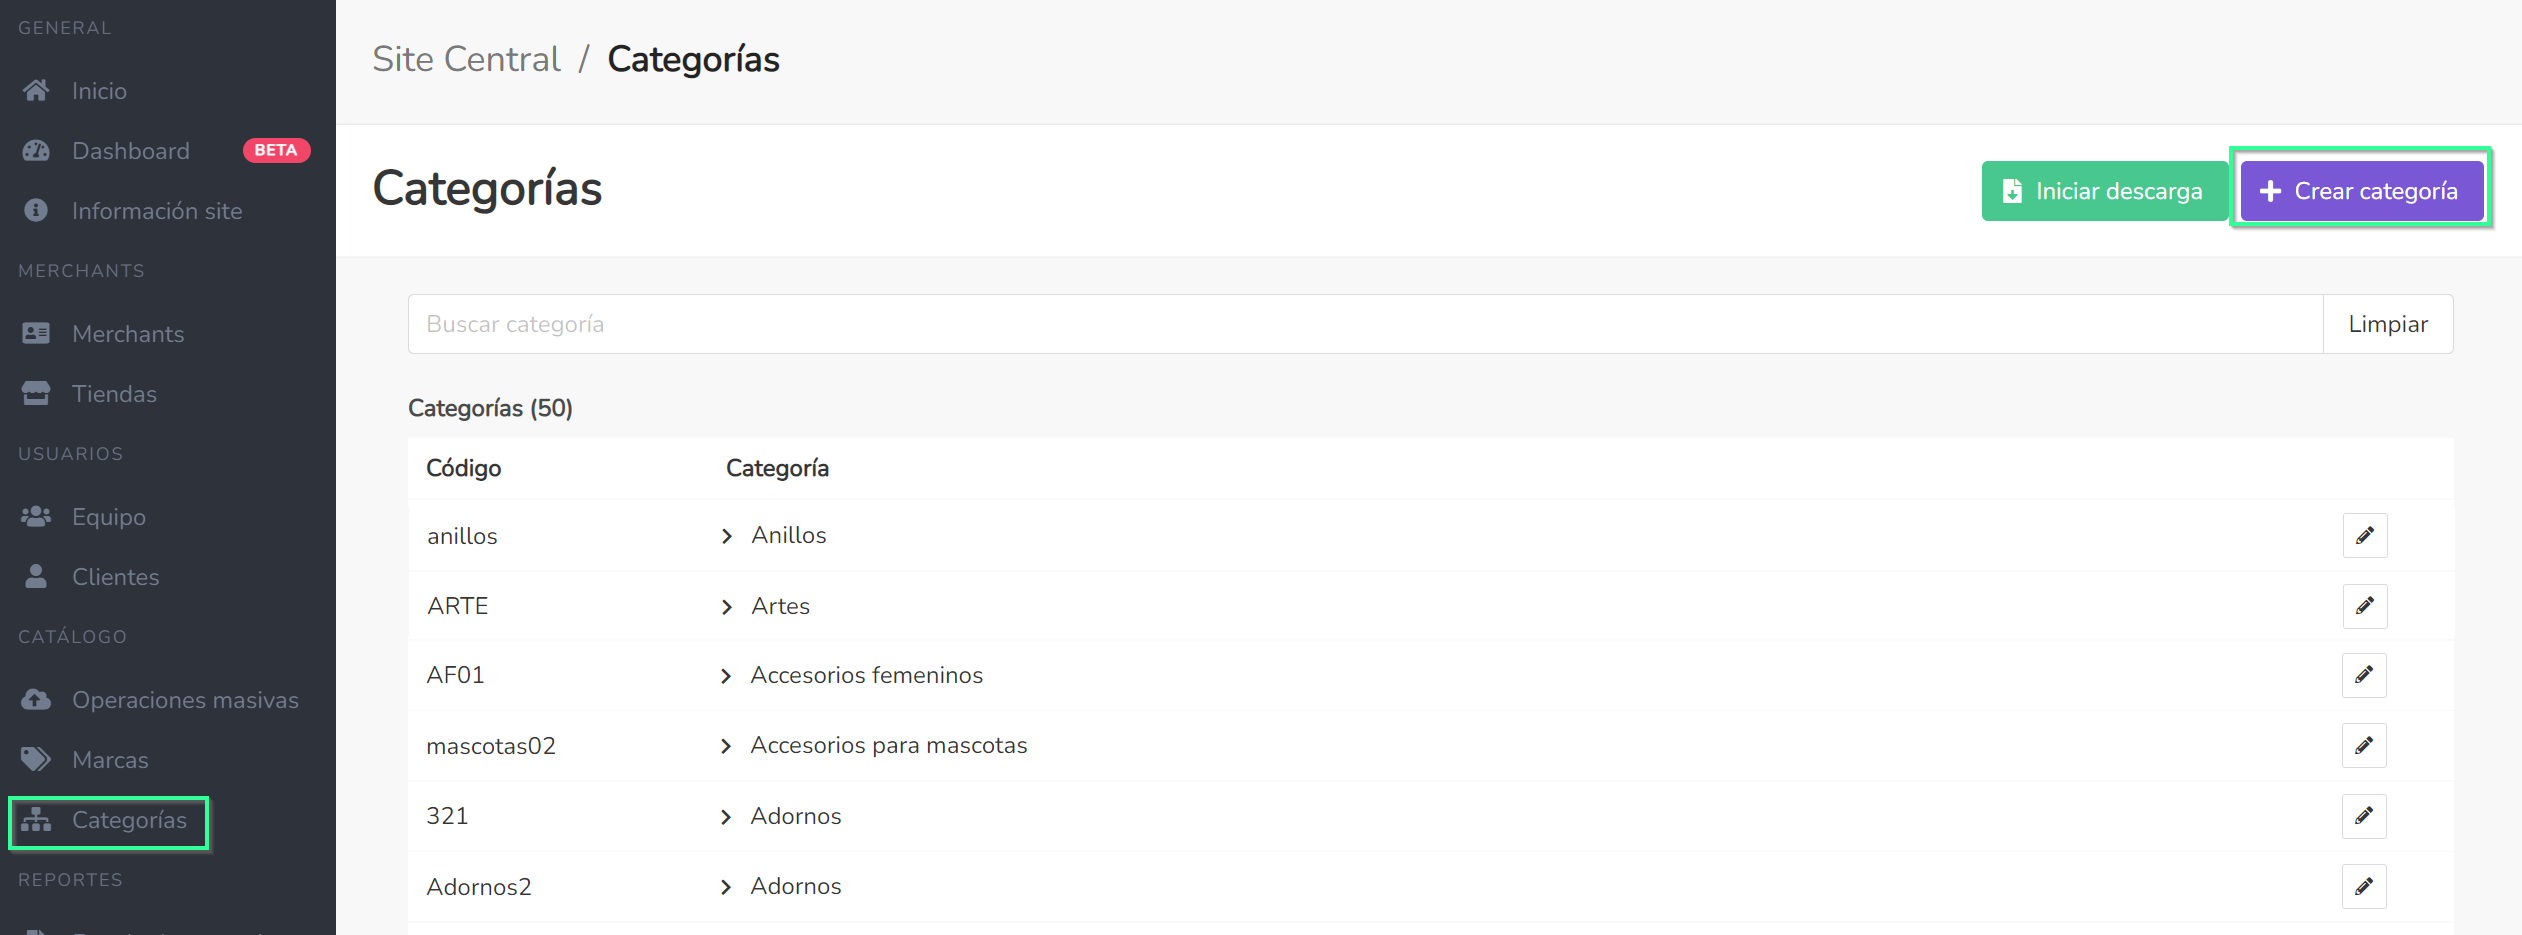 GENERAL
Inicio
Dashboard BETA
Información site
MERCHANTS
Merchants
Tiendas
USUARIOS
Equipo
Clientes
CATÁLOGO
Operaciones masivas
Marcas
Categorías
REPORTES
Site Central / Categorías
Categorías
Iniciar descarga
Crear categoría
Buscar categoría
Limpiar
Categorías (50)
Código Categoría
anillos Anillos
ARTE Artes
AF01 Accesorios femeninos
mascotas02 Accesorios para mascotas
321 Adornos
Adornos2 Adornos